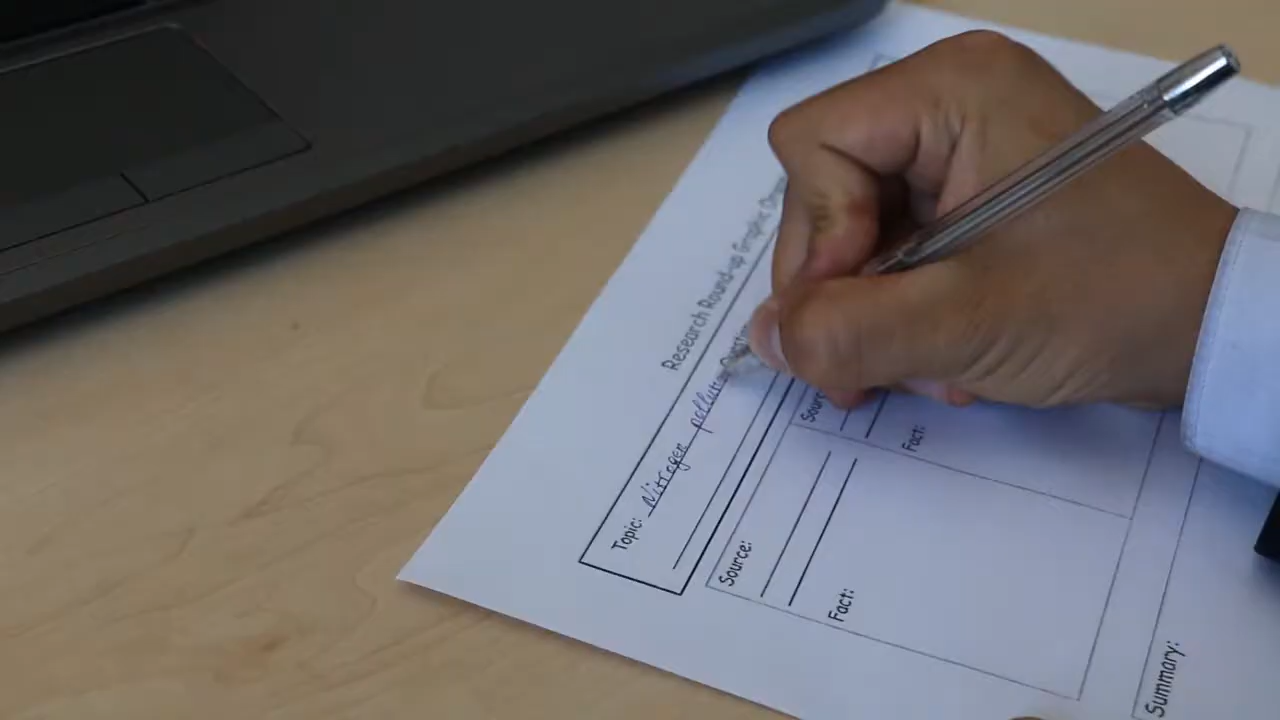 Research Round-up Graphic
Topic: Nitrogen pollution
Source:
Fact:
Source:
Fact:
Summary: